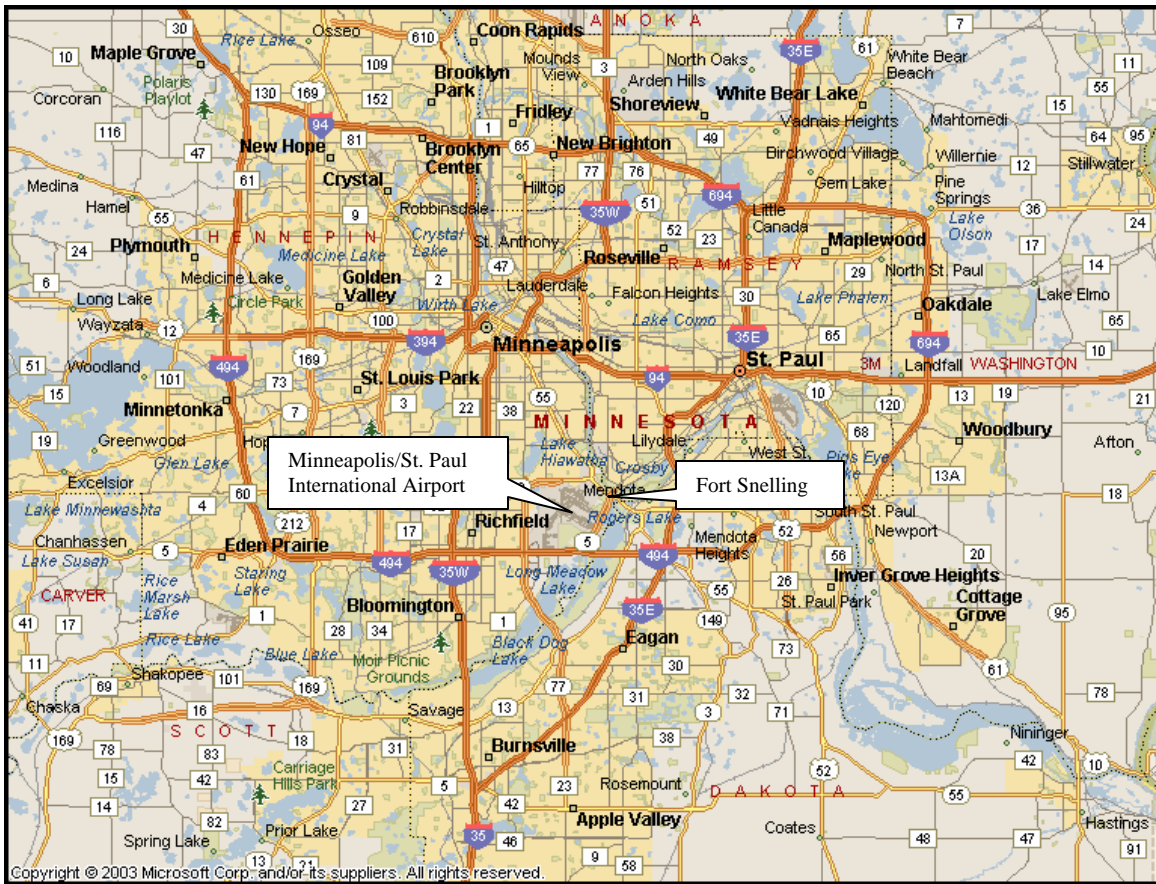 ANOKA
30
Rice Lake
Osseo
610
Coon Rapids
35E
61
7
10
Maple Grove
109
Mounds
View
3
North Oaks
White Bear
Beach
11
Polaris
Playlot
Brooklyn
Park
Arden Hills
55
Corcoran
130
169
152
Fridley
Shoreview
White Bear Lake
15
116
94
81
1
49
Vadnais Heights
Mahtomedi
64
95
47
New Hope
Brooklyn
Center
65
New Brighton
Birchwood Village
Willernie
12
Stillwater
Medina
61
Crystal
Hilltop
77
76
694
Gem Lake
Pine
Springs
Hamel
55
9
Robbinsdale
35W
51
Little
Canada
Lake
Olson
36
24
HENNEPIN
Crystal
Lake
St. Anthony
52
23
Maplewood
24
Plymouth
Medicine Lake
47
Roseville
RAMSEY
17
6
Medicine Lake
Golden
Valley
2
Lauderdale
29
North St. Paul
14
Long Lake
Circle Park
Wirth Lake
Falcon Heights
30
Lake Phalen
Oakdale
Lake Elmo
Wayzata
12
100
394
Minneapolis
Lake Como
35E
65
694
65
51
Woodland
494
169
St. Paul
3M
Landfall
WASHINGTON
10
15
101
73
St. Louis Park
94
10
13
19
Minnetonka
3
22
38
55
MINNESOTA
120
21
19
Greenwood
7
Lake
Hiawatha
Lilydale
68
Woodbury
Afton
Glen Lake
Minneapolis/St. Paul
International Airport
Crosby
West St.
Pigs Eye
13A
Excelsior
4
60
Mendota
Fort Snelling
18
Lake Minnewashta
212
17
Richfield
Rogers Lake
South St. Paul
Chanhassen
5
Eden Prairie
5
Mendota
Heights
52
Newport
Lake Susan
494
35W
494
56
20
Rice
Marsh
Lake
Staring
Lake
Long Meadow
Lake
26
Inver Grove Heights
CARVER
Bloomington
35E
55
St. Paul Park
Cottage
Grove
95
41
17
1
28
34
1
149
Rice Lake
Black Dog
Lake
Eagan
73
11
Blue Lake
Moir Picnic
Grounds
30
61
69
Shakopee
101
169
77
31
32
78
Chaska
16
Savage
13
3
71
SCOTT
18
169
78
83
31
Burnsville
38
Nininger
15
42
Carriage
Hills Park
5
23
Rosemount
52
42
10
14
27
42
Apple Valley
DAKOTA
55
82
Prior Lake
35
46
Coates
48
47
Hastings
Spring Lake
13
9
58
91
Copyright © 2003 Microsoft Corp. and/or its suppliers. All rights reserved.